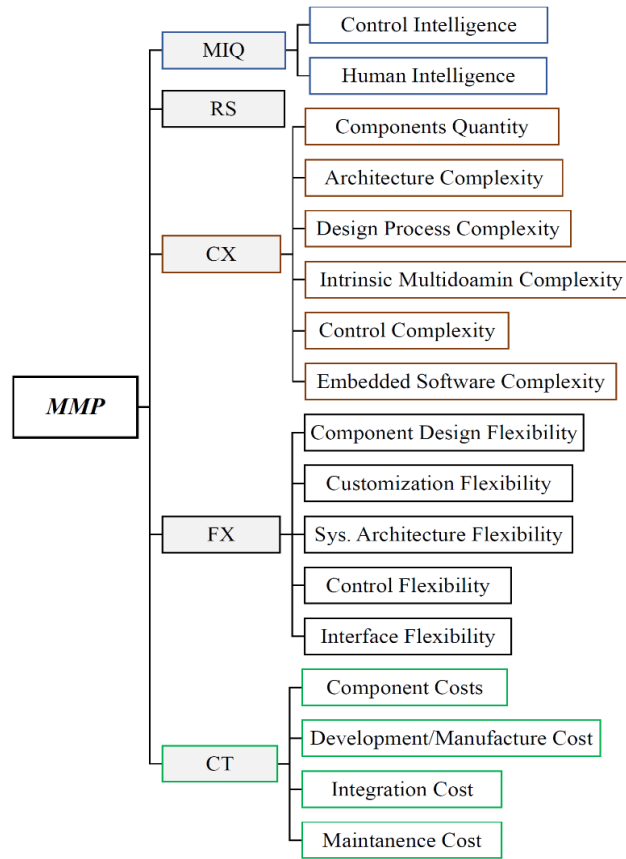 MMP
MIQ
Control Intelligence
Human Intelligence
RS
CX
Components Quantity
Architecture Complexity
Design Process Complexity
Intrinsic Multidoamin Complexity
Control Complexity
Embedded Software Complexity
FX
Component Design Flexibility
Customization Flexibility
Sys. Architecture Flexibility
Control Flexibility
Interface Flexibility
CT
Component Costs
Development/Manufacture Cost
Integration Cost
Maintanence Cost